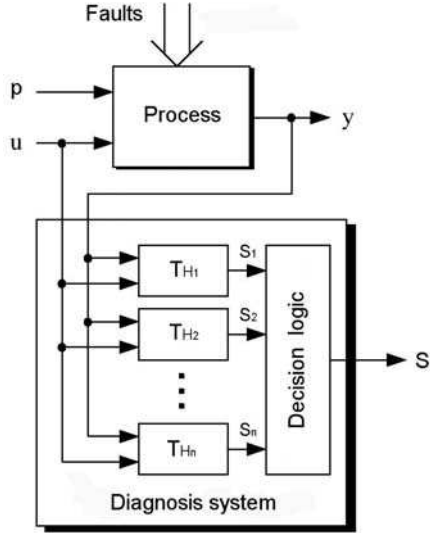 Faults
p
Process
y
u
TH1
S1
TH2
S2
Decision logic
S
THn
Sn
Diagnosis system